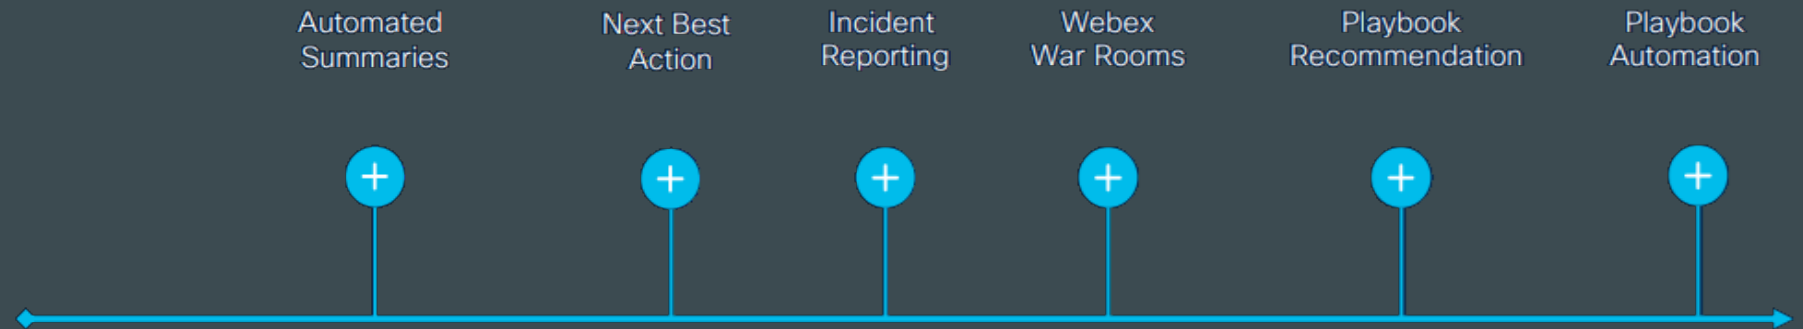 Automated
Summaries
Next Best
Action
Incident
Reporting
Webex
War Rooms
Playbook
Recommendation
Playbook
Automation